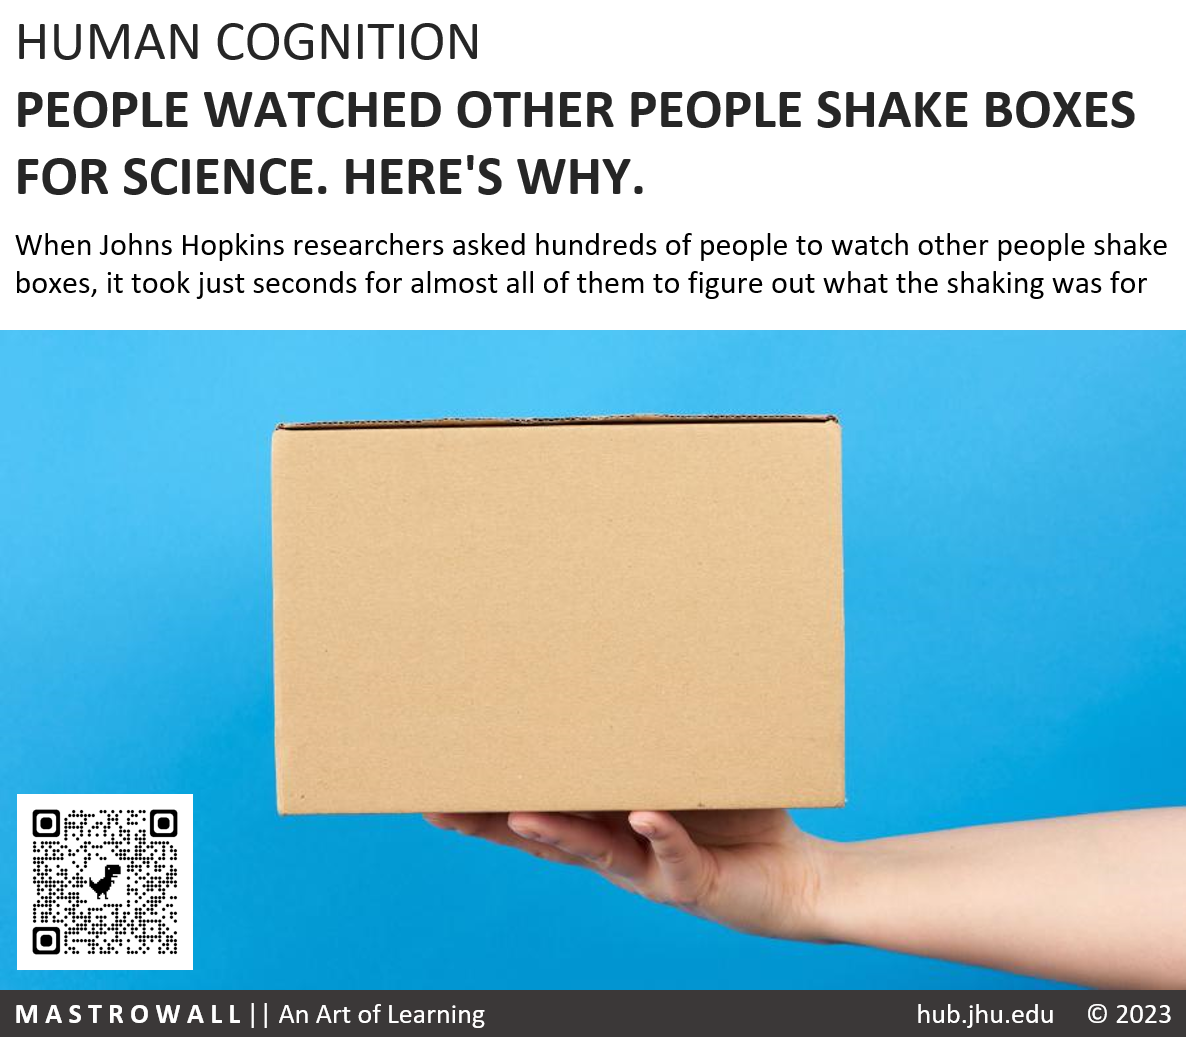 HUMAN COGNITION
PEOPLE WATCHED OTHER PEOPLE SHAKE BOXES
FOR SCIENCE. HERE'S WHY.
When Johns Hopkins researchers asked hundreds of people to watch other people shake
boxes, it took just seconds for almost all of them to figure out what the shaking was for
MASTROWALL || An Art of Learning
hub.jhu.edu © 2023